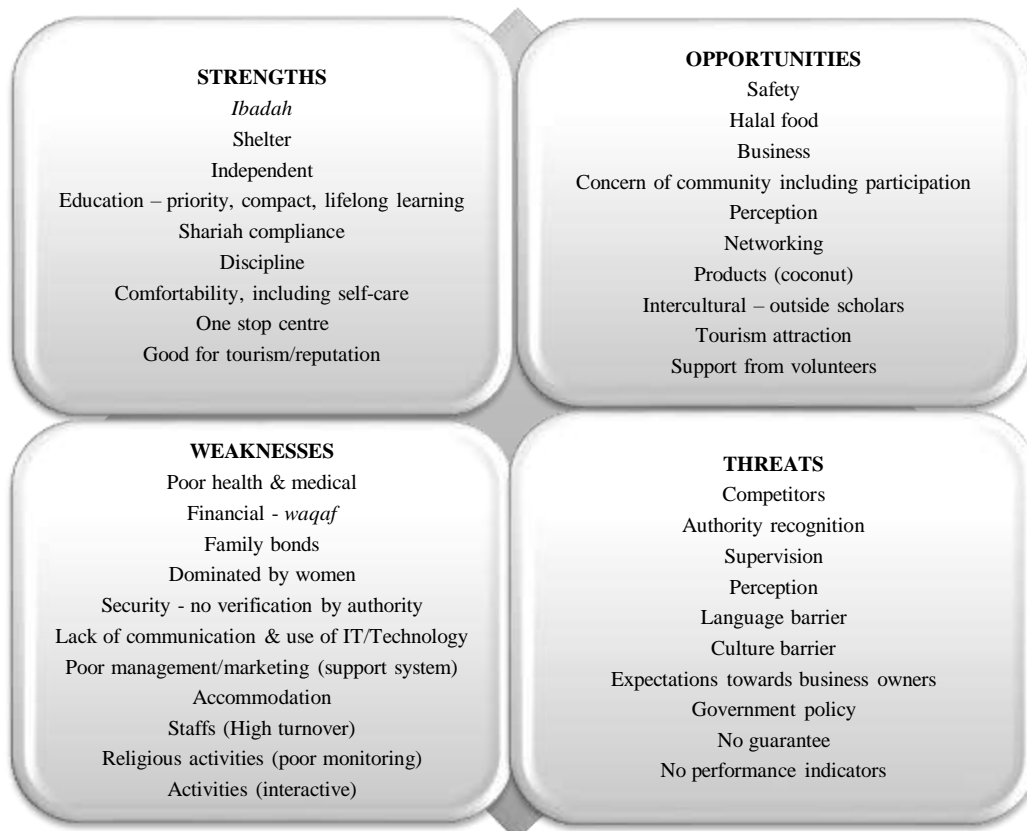 STRENGTHS
Ibadah
Shelter
Independent
Education – priority, compact, lifelong learning
Shariah compliance
Discipline
Comfortability, including self-care
One stop centre
Good for tourism/reputation
OPPORTUNITIES
Safety
Halal food
Business
Concern of community including participation
Perception
Networking
Products (coconut)
Intercultural – outside scholars
Tourism attraction
Support from volunteers
WEAKNESSES
Poor health & medical
Financial - waqaf
Family bonds
Dominated by women
Security - no verification by authority
Lack of communication & use of IT/Technology
Poor management/marketing (support system)
Accommodation
Staffs (High turnover)
Religious activities (poor monitoring)
Activities (interactive)
THREATS
Competitors
Authority recognition
Supervision
Perception
Language barrier
Culture barrier
Expectations towards business owners
Government policy
No guarantee
No performance indicators